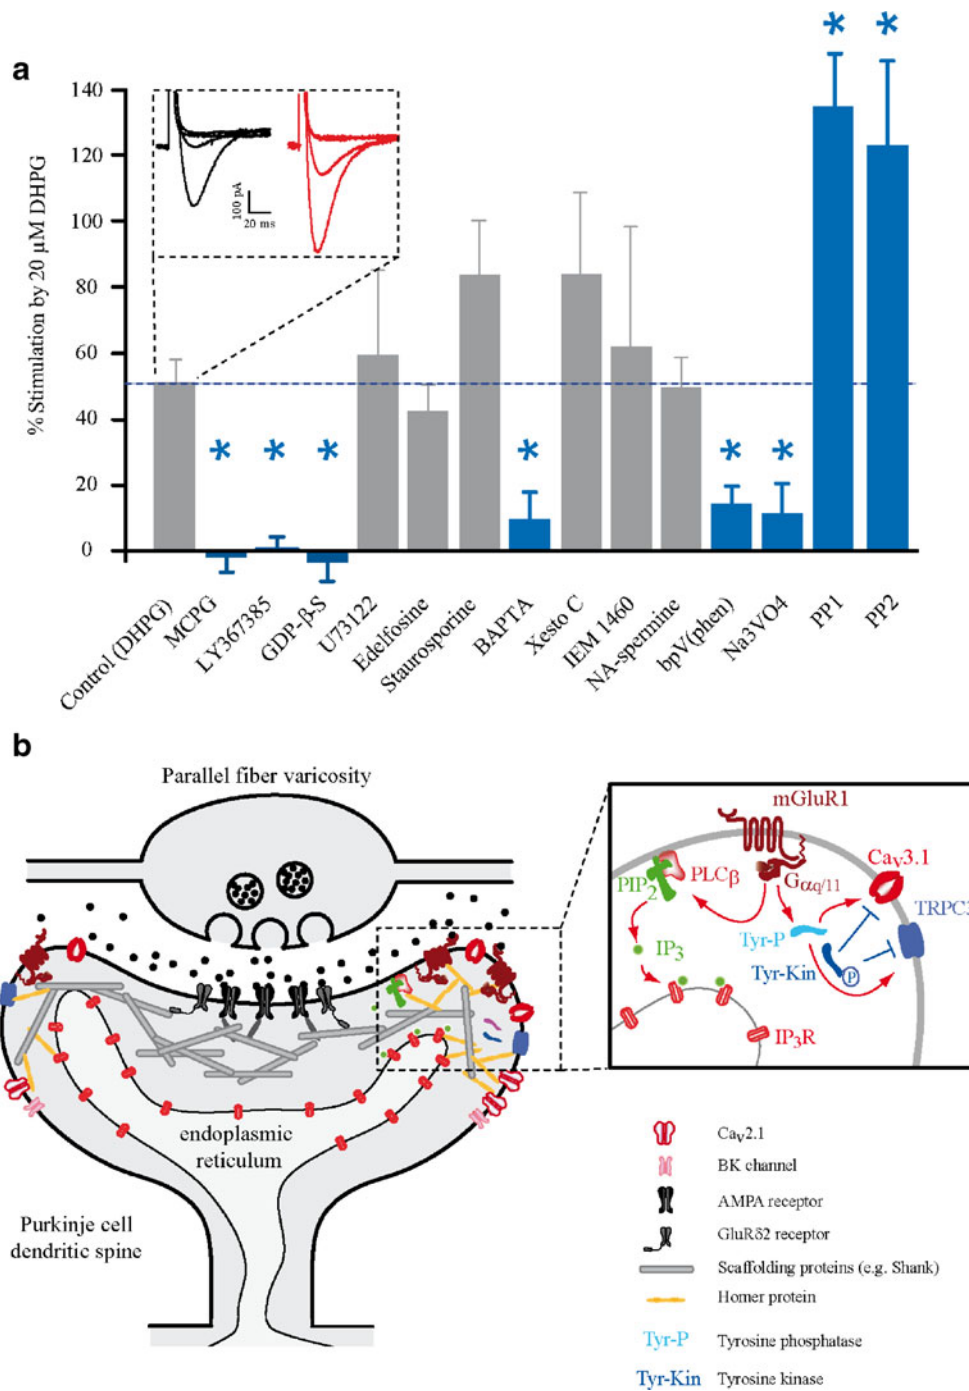 a
% Stimulation by 20 µM DHPG
140
120
100
80
60
40
20
0
100 pA
20 ms
Control (DHPG)
MCPG
LY367385
GDP-β-S
U73122
Edelfosine
Staurosporine
BAPTA
Xesto C
IEM 1460
NA-spermine
bpV(phen)
Na3VO4
PP1
PP2
b
Parallel fiber varicosity
endoplasmic
reticulum
Purkinje cell
dendritic spine
mGluR1
Cav3.1
PIP2
PLCβ
Gαq/11
TRPC3
Tyr-P
IP3
Tyr-Kin
P
IP3R
Cav2.1
BK channel
AMPA receptor
GluRδ2 receptor
Scaffolding proteins (e.g. Shank)
Homer protein
Tyr-P Tyrosine phosphatase
Tyr-Kin Tyrosine kinase